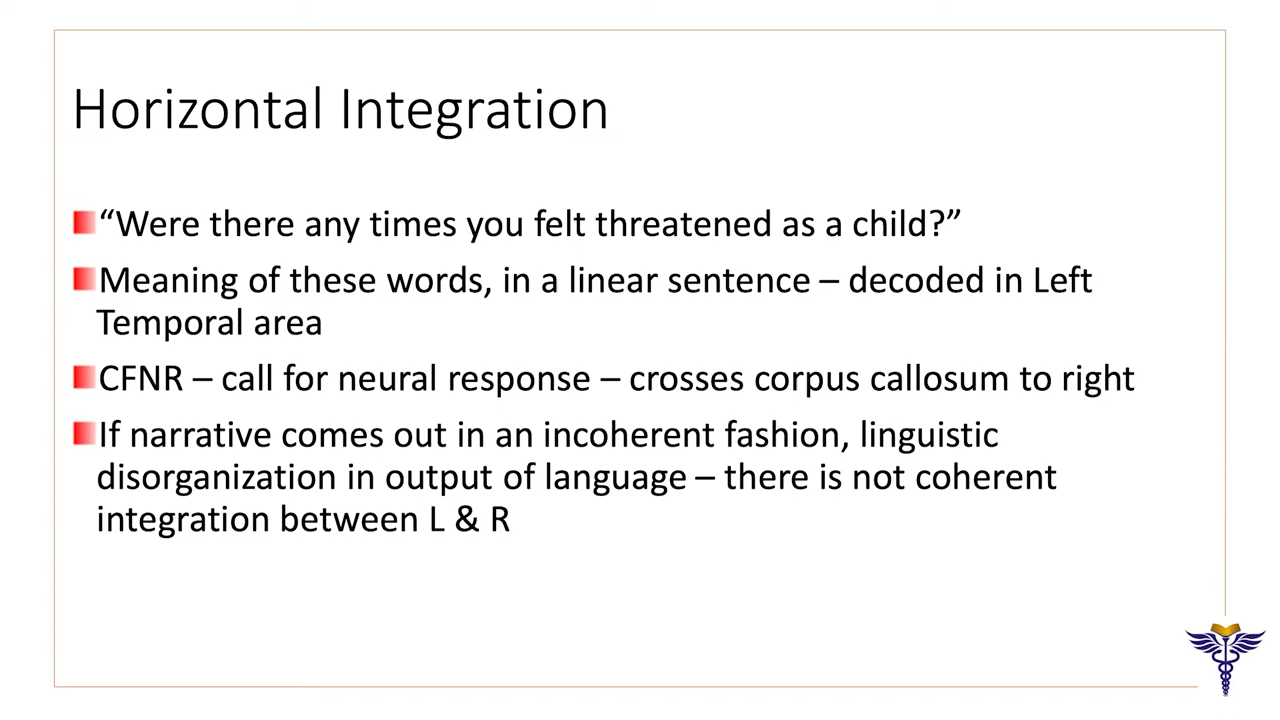 Horizontal Integration
“Were there any times you felt threatened as a child?”
Meaning of these words, in a linear sentence – decoded in Left
Temporal area
CFNR – call for neural response – crosses corpus callosum to right
If narrative comes out in an incoherent fashion, linguistic
disorganization in output of language – there is not coherent
integration between L & R